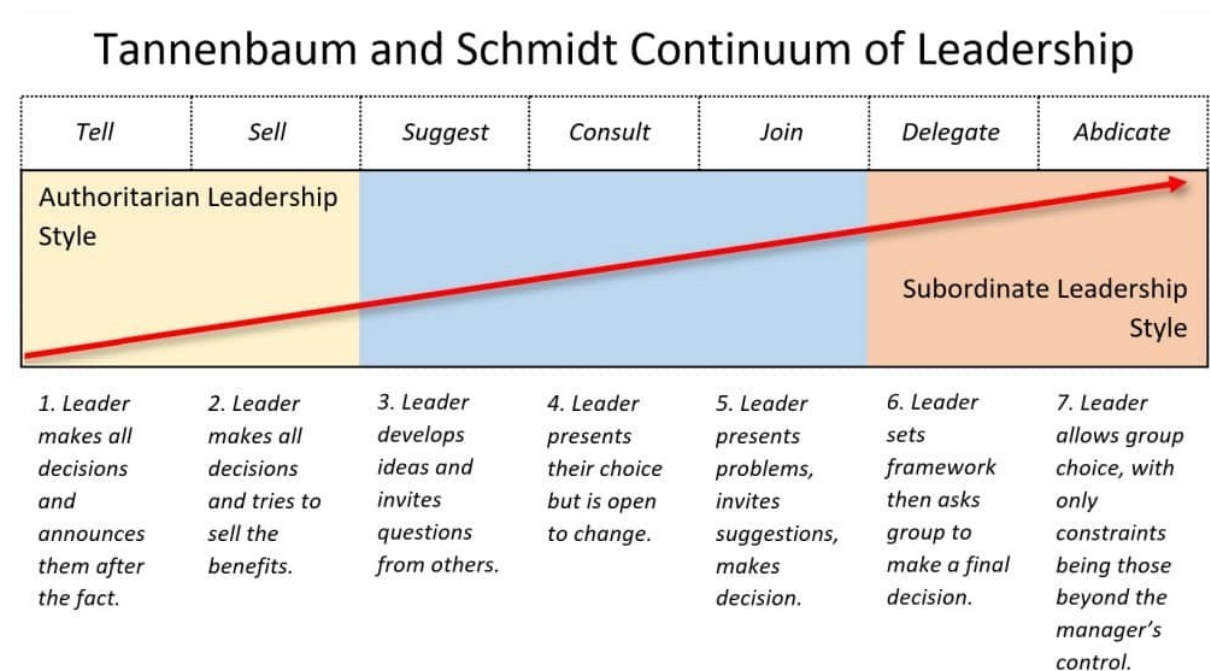 Tannenbaum and Schmidt Continuum of Leadership
Tell
Sell
Suggest
Consult
Join
Delegate
Abdicate
Authoritarian Leadership
Style
Subordinate Leadership
Style
1. Leader
makes all
decisions
and
announces
them after
the fact.
2. Leader
makes all
decisions
and tries to
sell the
benefits.
3. Leader
develops
ideas and
invites
questions
from others.
4. Leader
presents
their choice
but is open
to change.
5. Leader
presents
problems,
invites
suggestions,
makes
decision.
6. Leader
sets
framework
then asks
group to
make a final
decision.
7. Leader
allows group
choice, with
only
constraints
being those
beyond the
manager’s
control.